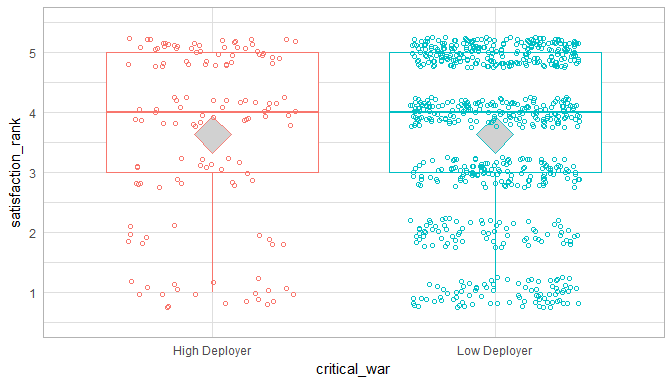 satisfaction_rank
5
4
3
2
1
High Deployer
Low Deployer
critical_war